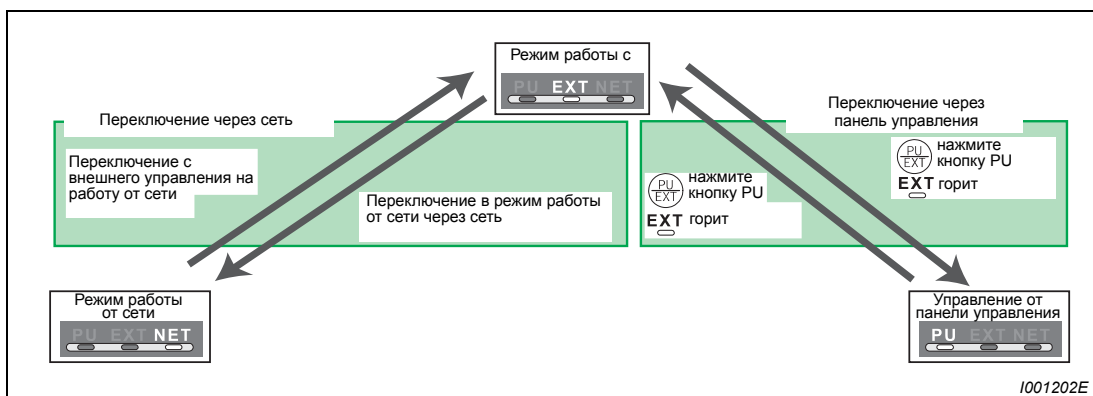 Режим работы с
PU EXT NET
Переключение через сеть
Переключение с
внешнего управления на
работу от сети
Переключение в режим работы
от сети через сеть
Переключение через
панель управления
PU
EXT
нажмите
кнопку PU
EXT горит
PU
EXT
нажмите
кнопку PU
EXT горит
Режим работы
от сети
PU EXT NET
Управление от
панели управления
PU EXT NET
I001202E